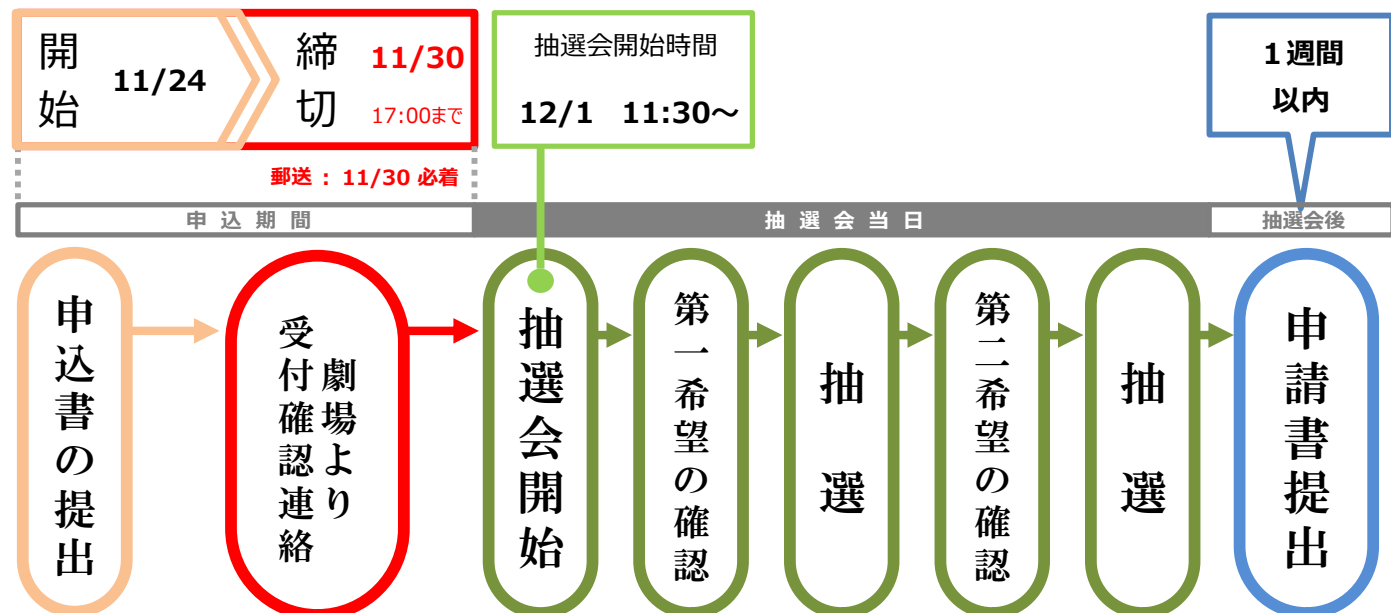 開始
11/24
締切
11/30
17:00まで
抽選会開始時間
12/1 11:30～
１週間
以内
郵送：11/30 必着
申込期間
抽選会当日
抽選会後
申込書の提出
劇場より
受付確認連絡
抽選会開始
第一希望の確認
抽選
第二希望の確認
抽選
申請書提出